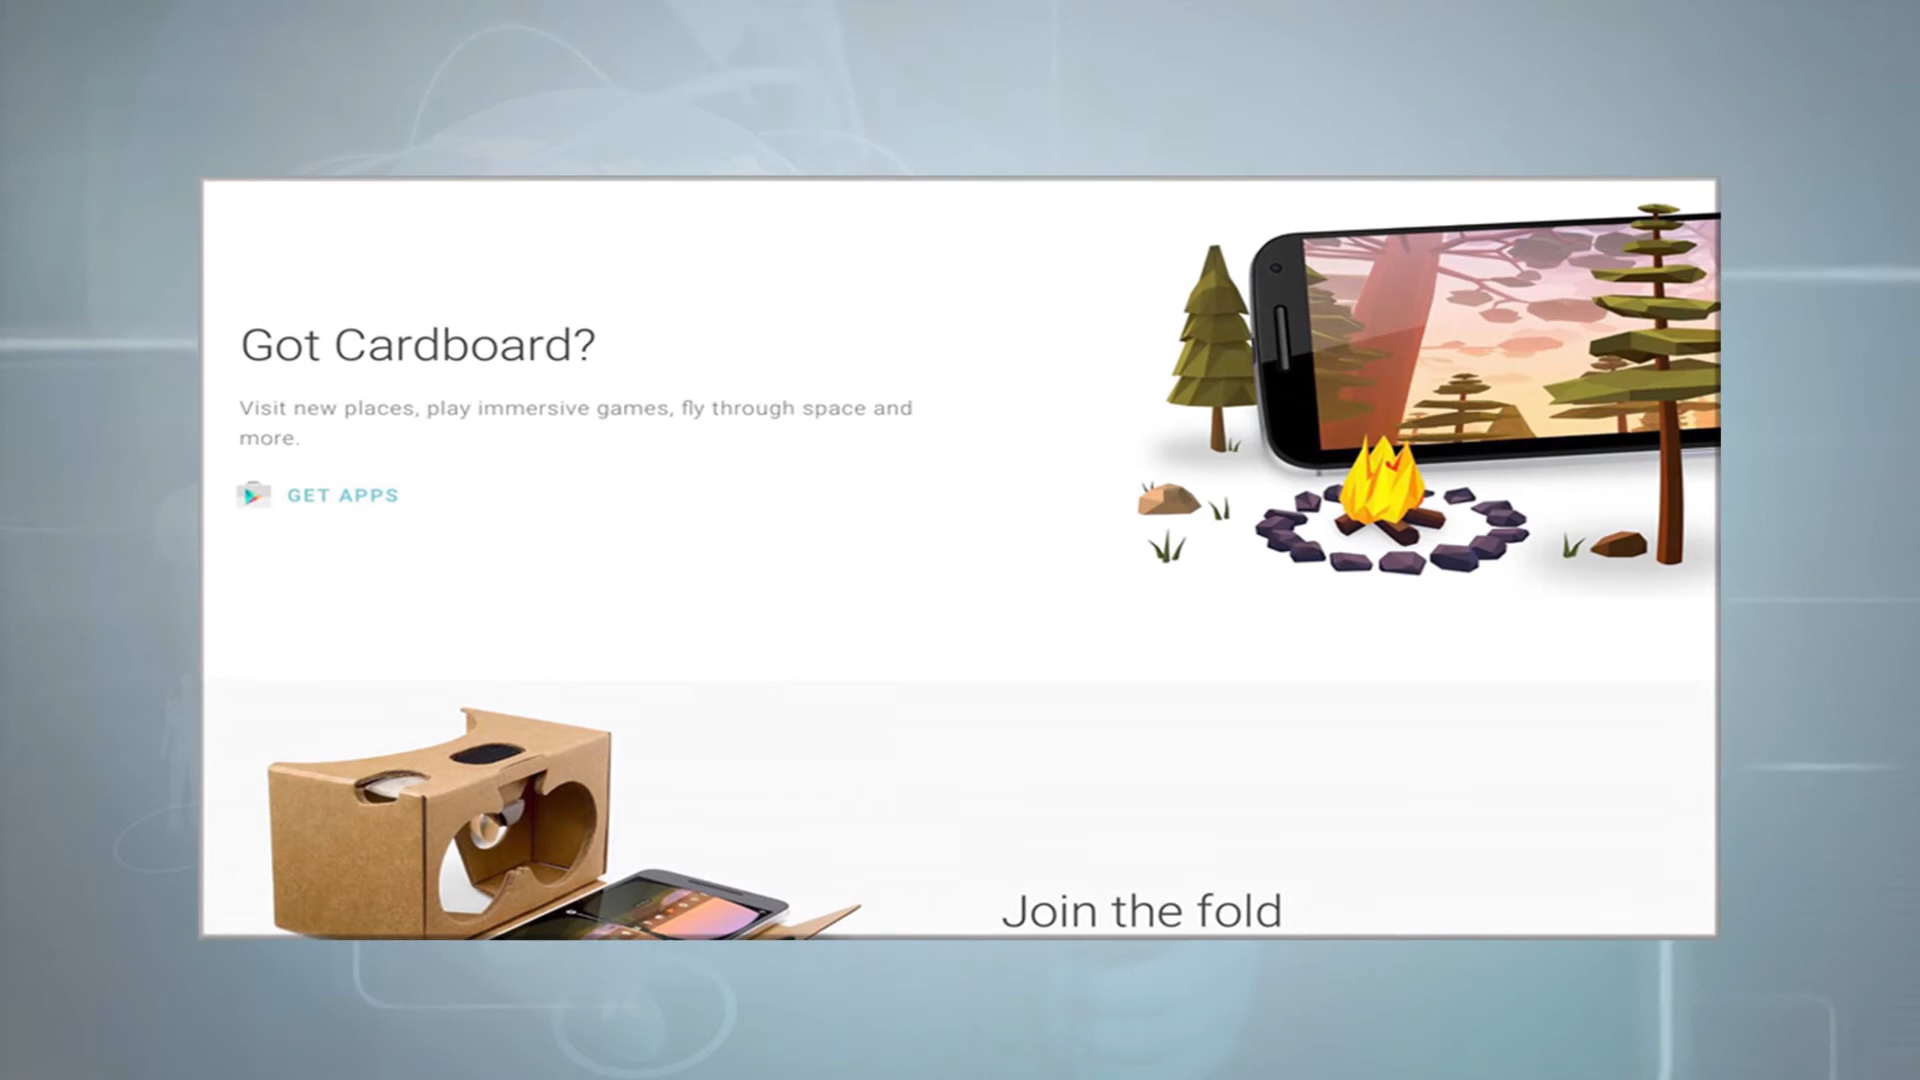 Got Cardboard?
Visit new places, play immersive games, fly through space and
more.
GET APPS
Join the fold